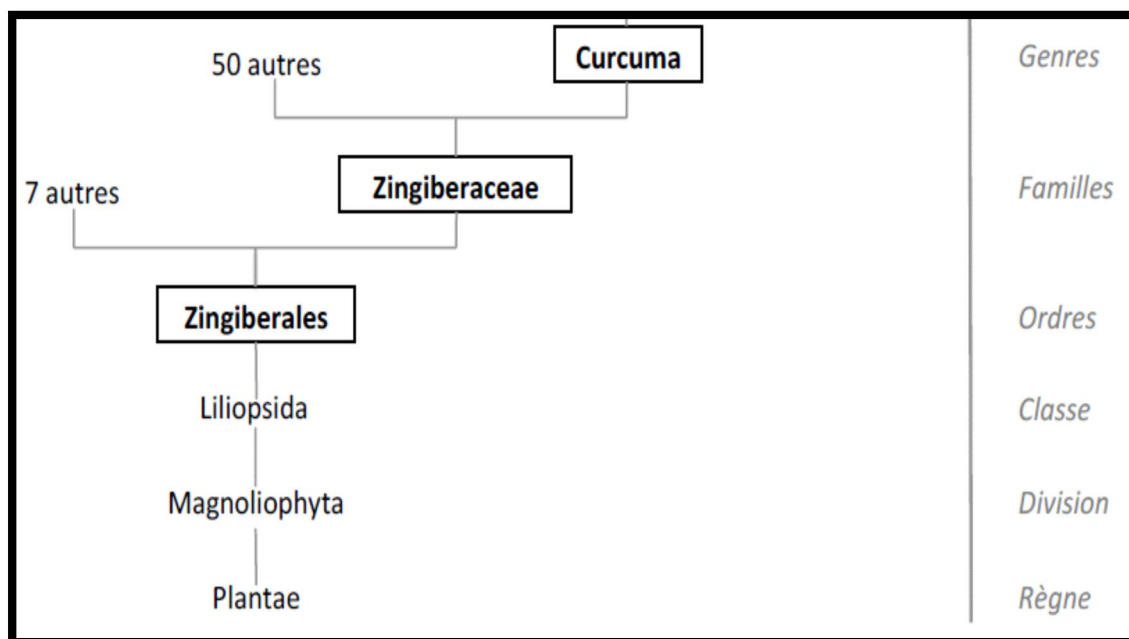 50 autres Curcuma Genres
7 autres Zingiberaceae Familles
Zingiberales Ordres
Liliopsida Classe
Magnoliophyta Division
Plantae Règne